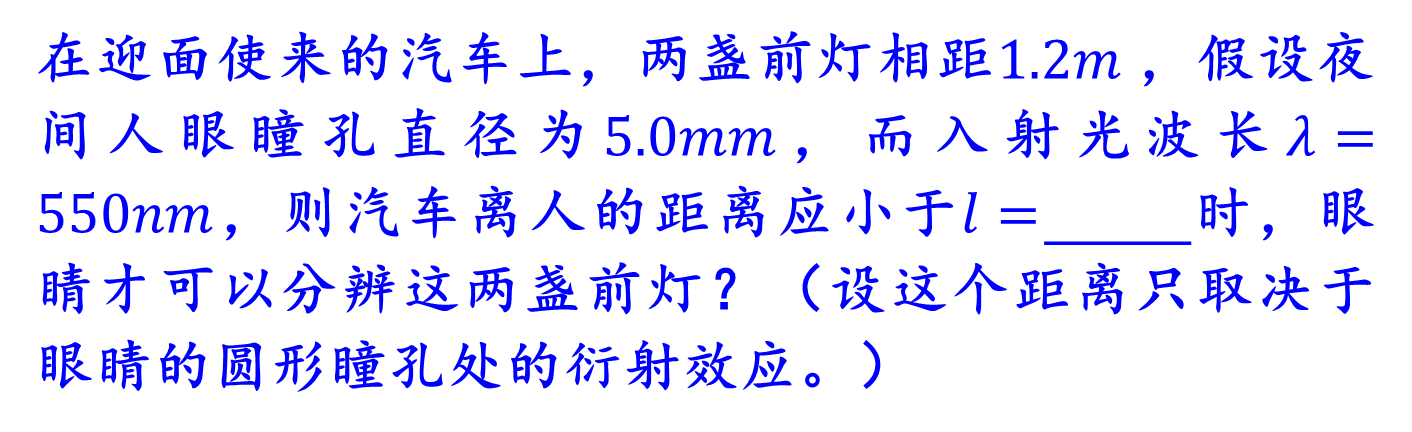 在迎面使来的汽车上，两盏前灯相距1.2m，假设夜
间人眼瞳孔直径为5.0mm，而入射光波长λ=
550nm，则汽车离人的距离应小于l=_____时，眼
睛才可以分辨这两盏前灯？（设这个距离只取决于
眼睛的圆形瞳孔处的衍射效应。）